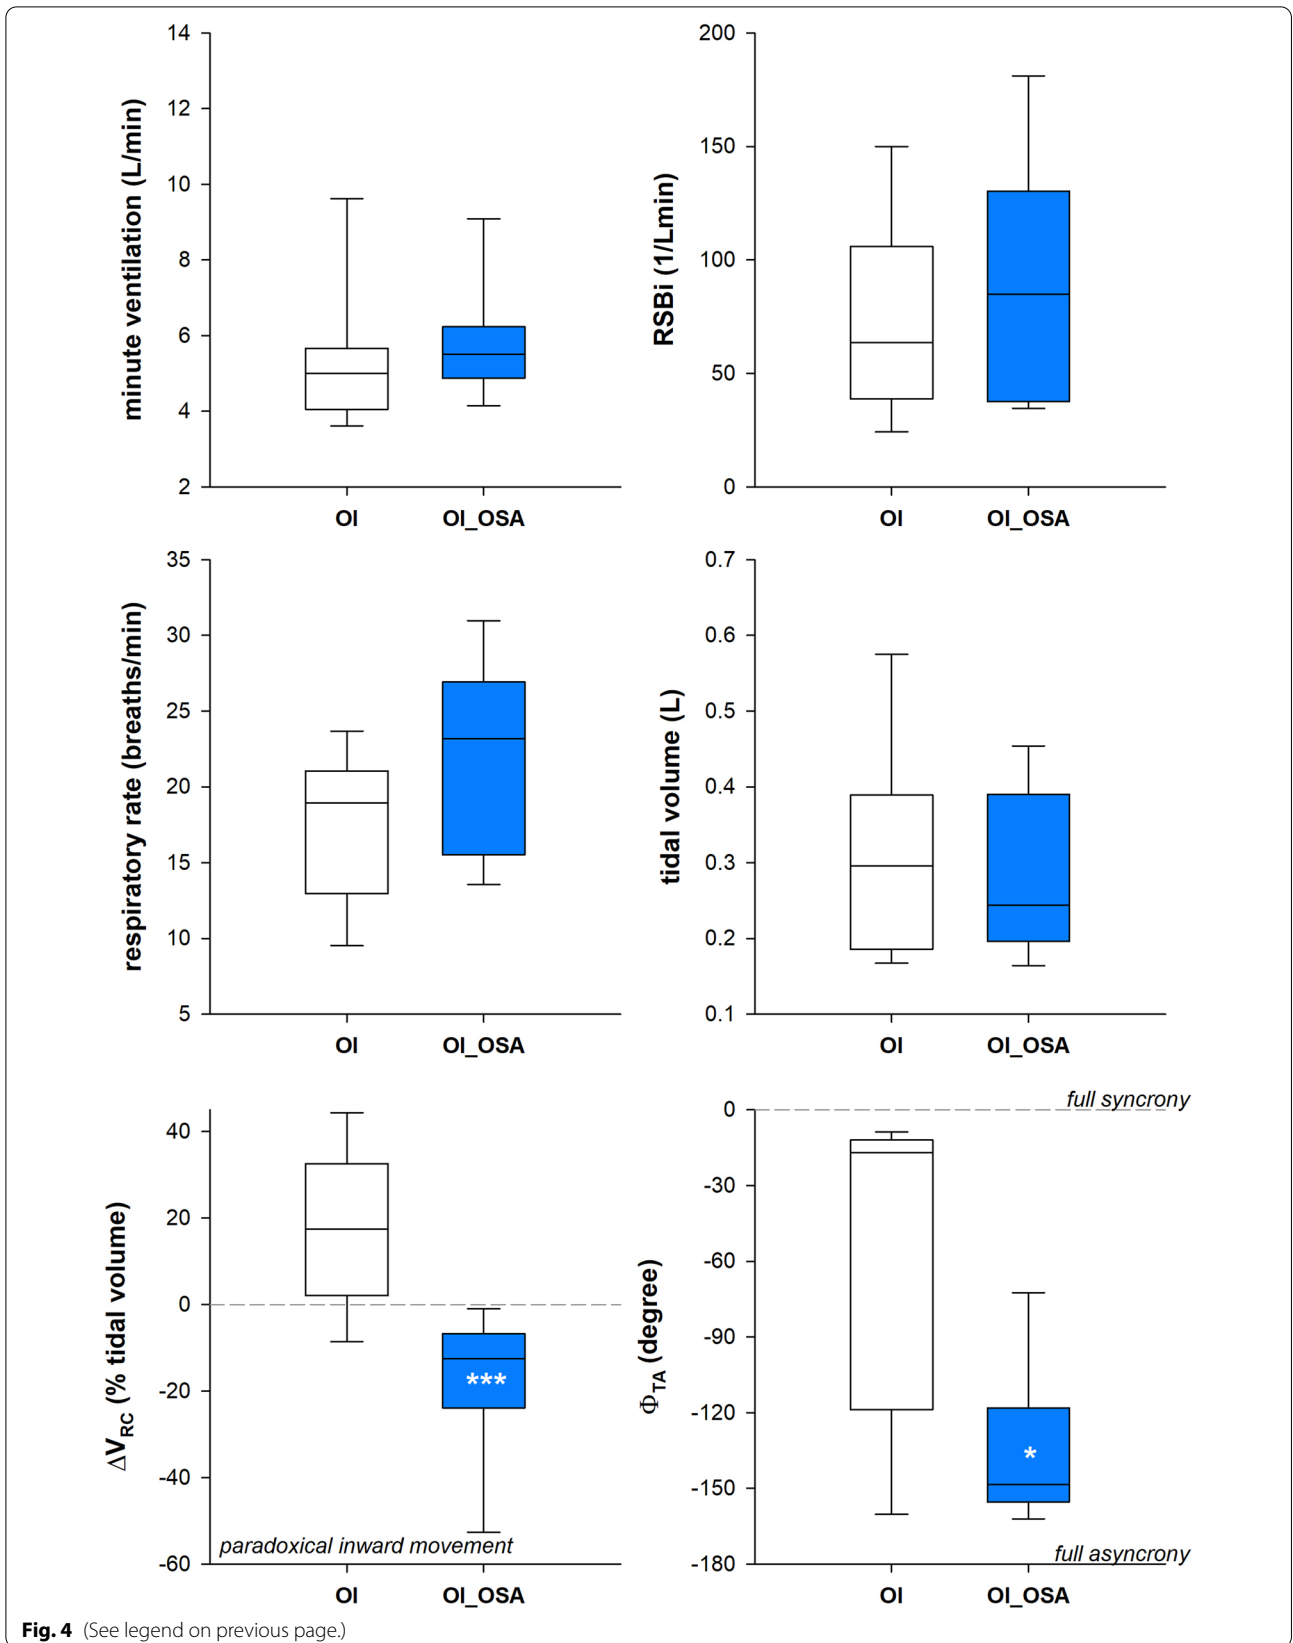 14
12
10
8
6
4
2
minute ventilation (L/min)
OI OI_OSA
200
150
100
50
0
RSBi (1/Lmin)
OI OI_OSA
35
30
25
20
15
10
5
respiratory rate (breaths/min)
OI OI_OSA
0.7
0.6
0.5
0.4
0.3
0.2
0.1
tidal volume (L)
OI OI_OSA
40
20
0
-20
-40
-60
ΔVRC (% tidal volume)
***
paradoxical inward movement
OI OI_OSA
full syncrony
0
-30
-60
-90
-120
-150
-180
ΦTA (degree)
*
full asyncrony
OI OI_OSA
Fig. 4 (See legend on previous page.)